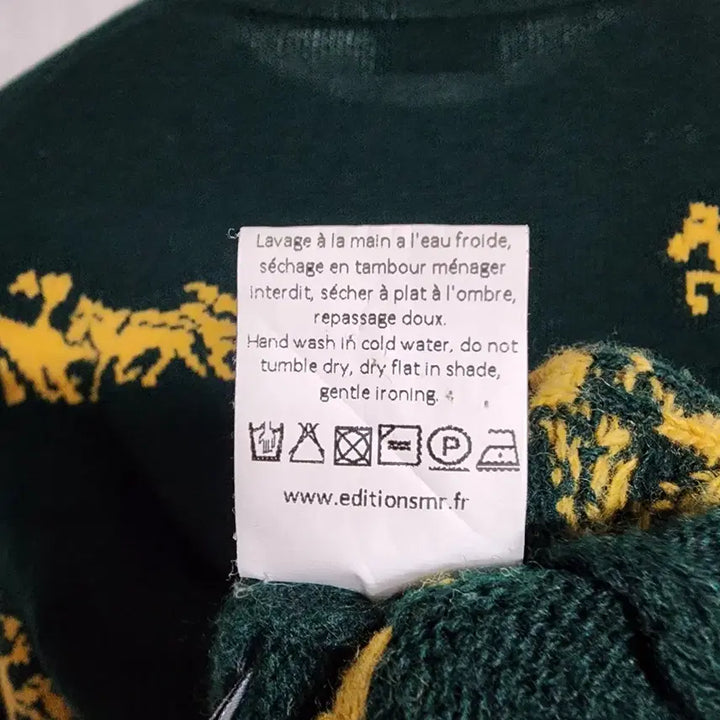 Lavage à la main a l'eau froide,
séchage en tambour ménager
interdit, sécher à plat à l'ombre,
repassage doux.
Hand wash in cold water, do not
tumble dry, dry flat in shade,
gentle ironing.
P
www.editionsmr.fr